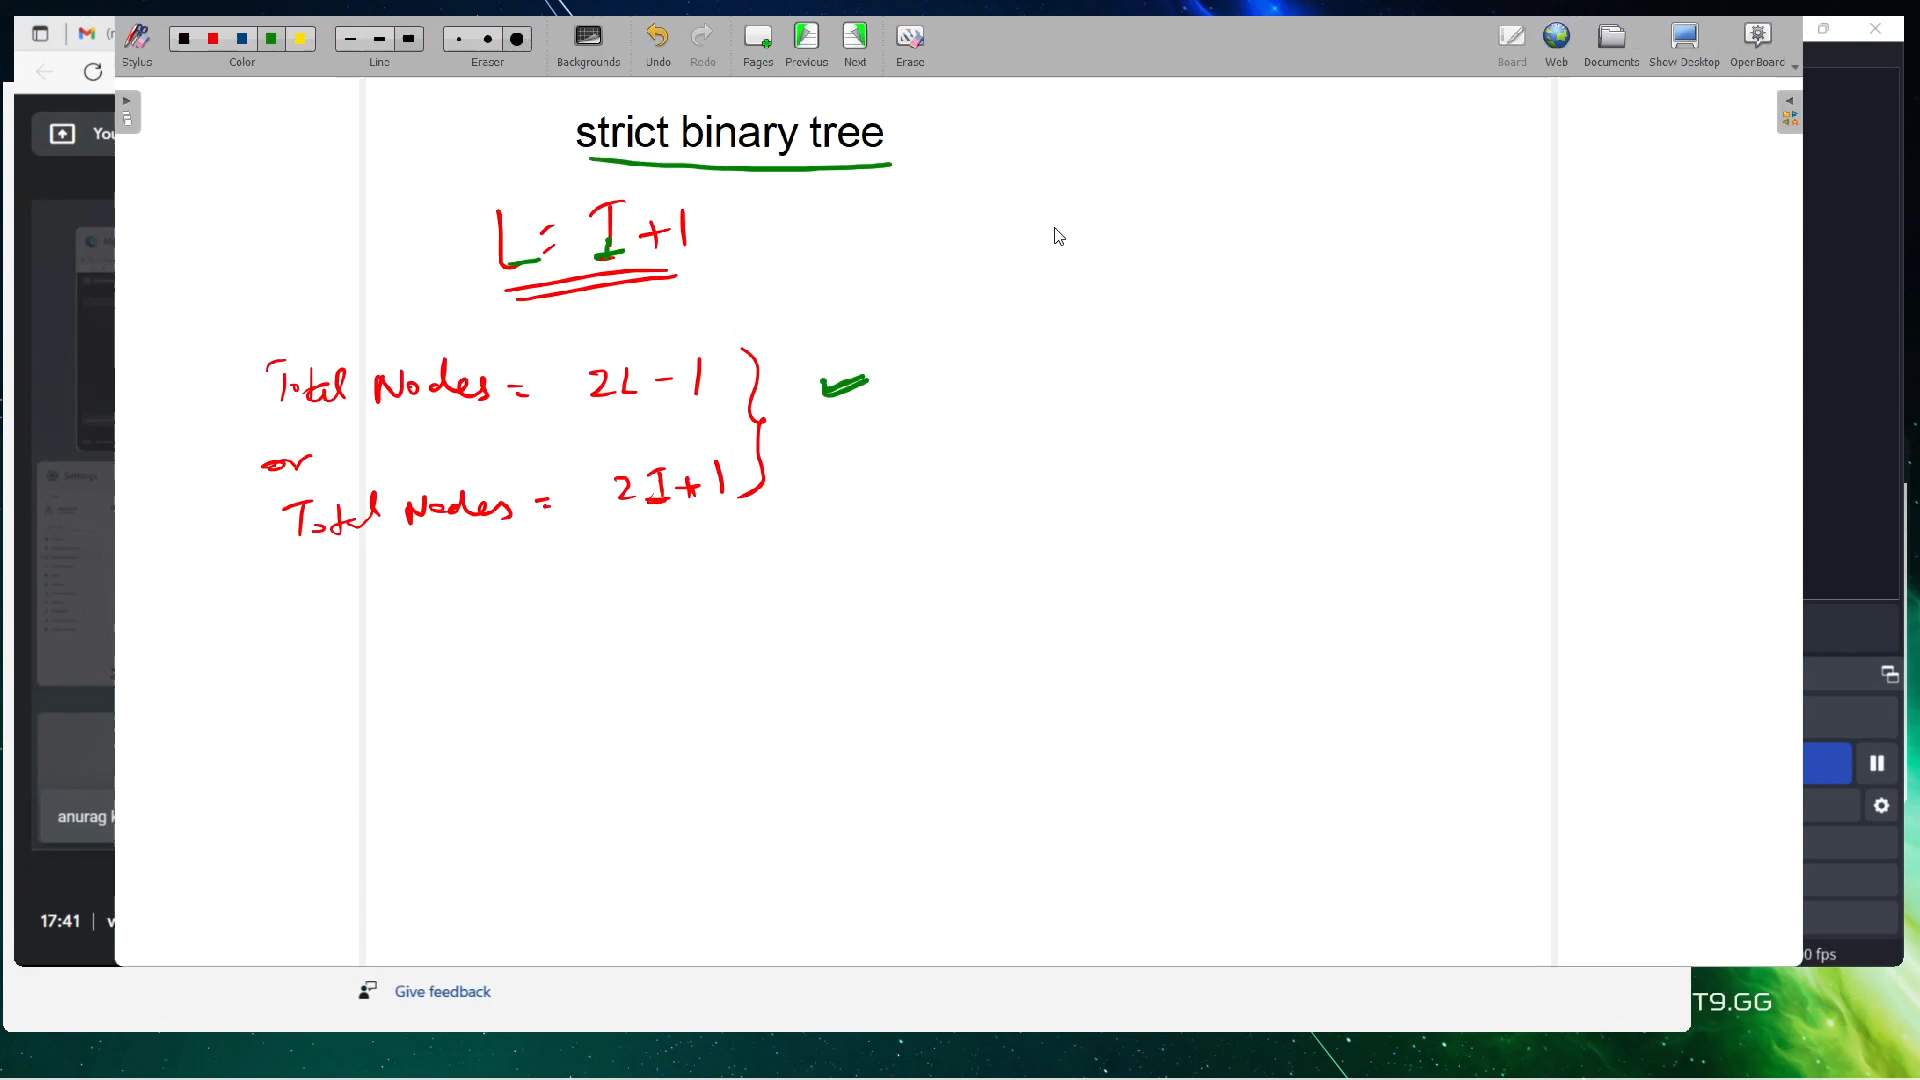 Stylus
Color
Line
Eraser
Backgrounds
Undo
Redo
Pages
Previous
Next
Erase
Board
Web
Documents
Show Desktop
OpenBoard
You
strict binary tree
L = I + 1
Total Nodes = 2L - 1
or
Total Nodes = 2I + 1
Settings
anurag k
17:41
0 fps
Give feedback
T9.GG